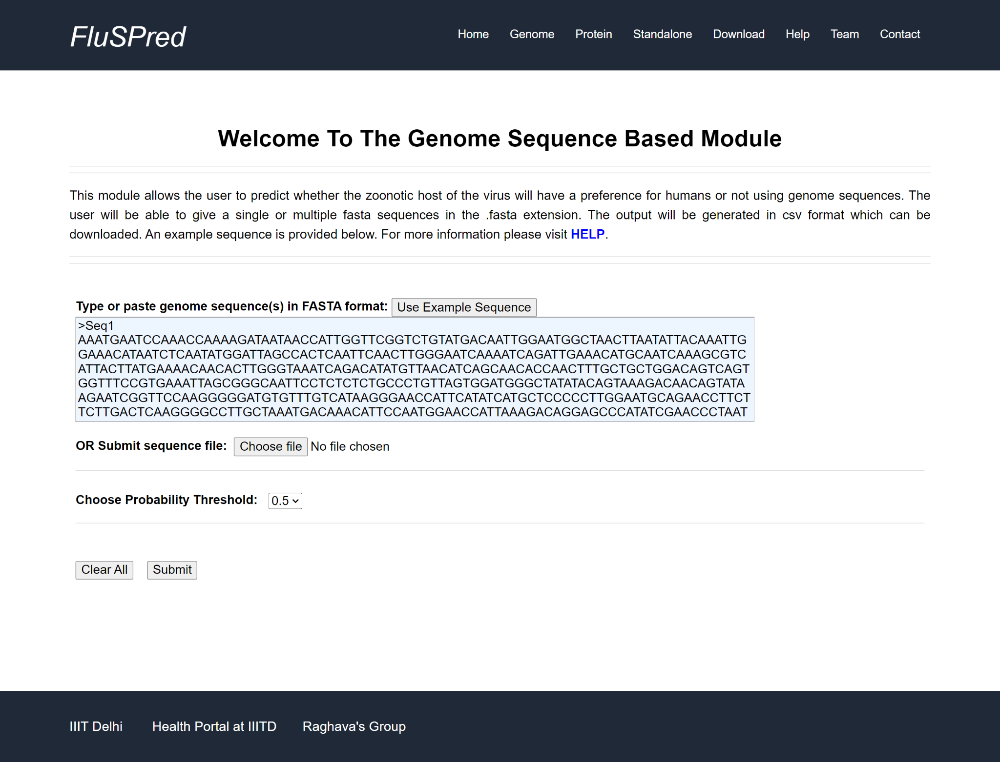 FluSPred
Home Genome Protein Standalone Download Help Team Contact
Welcome To The Genome Sequence Based Module
This module allows the user to predict whether the zoonotic host of the virus will have a preference for humans or not using genome sequences. The
user will be able to give a single or multiple fasta sequences in the .fasta extension. The output will be generated in csv format which can be
downloaded. An example sequence is provided below. For more information please visit HELP.
Type or paste genome sequence(s) in FASTA format: Use Example Sequence
>Seq1
AAATGAATCCAAACCAAAAGATAATAACCATTGGTTCGGTCTGTATGACAATTGGAATGGCTAACTTAATATTACAAATTG
GAAACATAATCTCAATATGGATTAGCCACTCAATTCAACTTGGGAATCAAAATCAGATTGAAACATGCAATCAAAGCGTC
ATTACTTATGAAAACAACACTTGGGTAAATCAGACATATGTTAACATCAGCAACACCAACTTTGCTGCTGGACAGTCAGT
GGTTTCCGTGAAATTAGCGGGCAATTCCTCTCTCTGCCCTGTTAGTGGATGGGCTATATACAGTAAAGACAACAGTATA
AGAATCGGTTCCAAGGGGGATGTGTTTGTCATAAGGGAACCATTCATATCATGCTCCCCCTTGGAATGCAGAACCTTCT
TCTTGACTCAAGGGGCCTTGCTAAATGACAAACATTCCAATGGAACCATTAAAGACAGGAGCCCATATCGAACCCTAAT
OR Submit sequence file: Choose file No file chosen
Choose Probability Threshold: 0.5
Clear All Submit
IIIT Delhi Health Portal at IIITD Raghava's Group